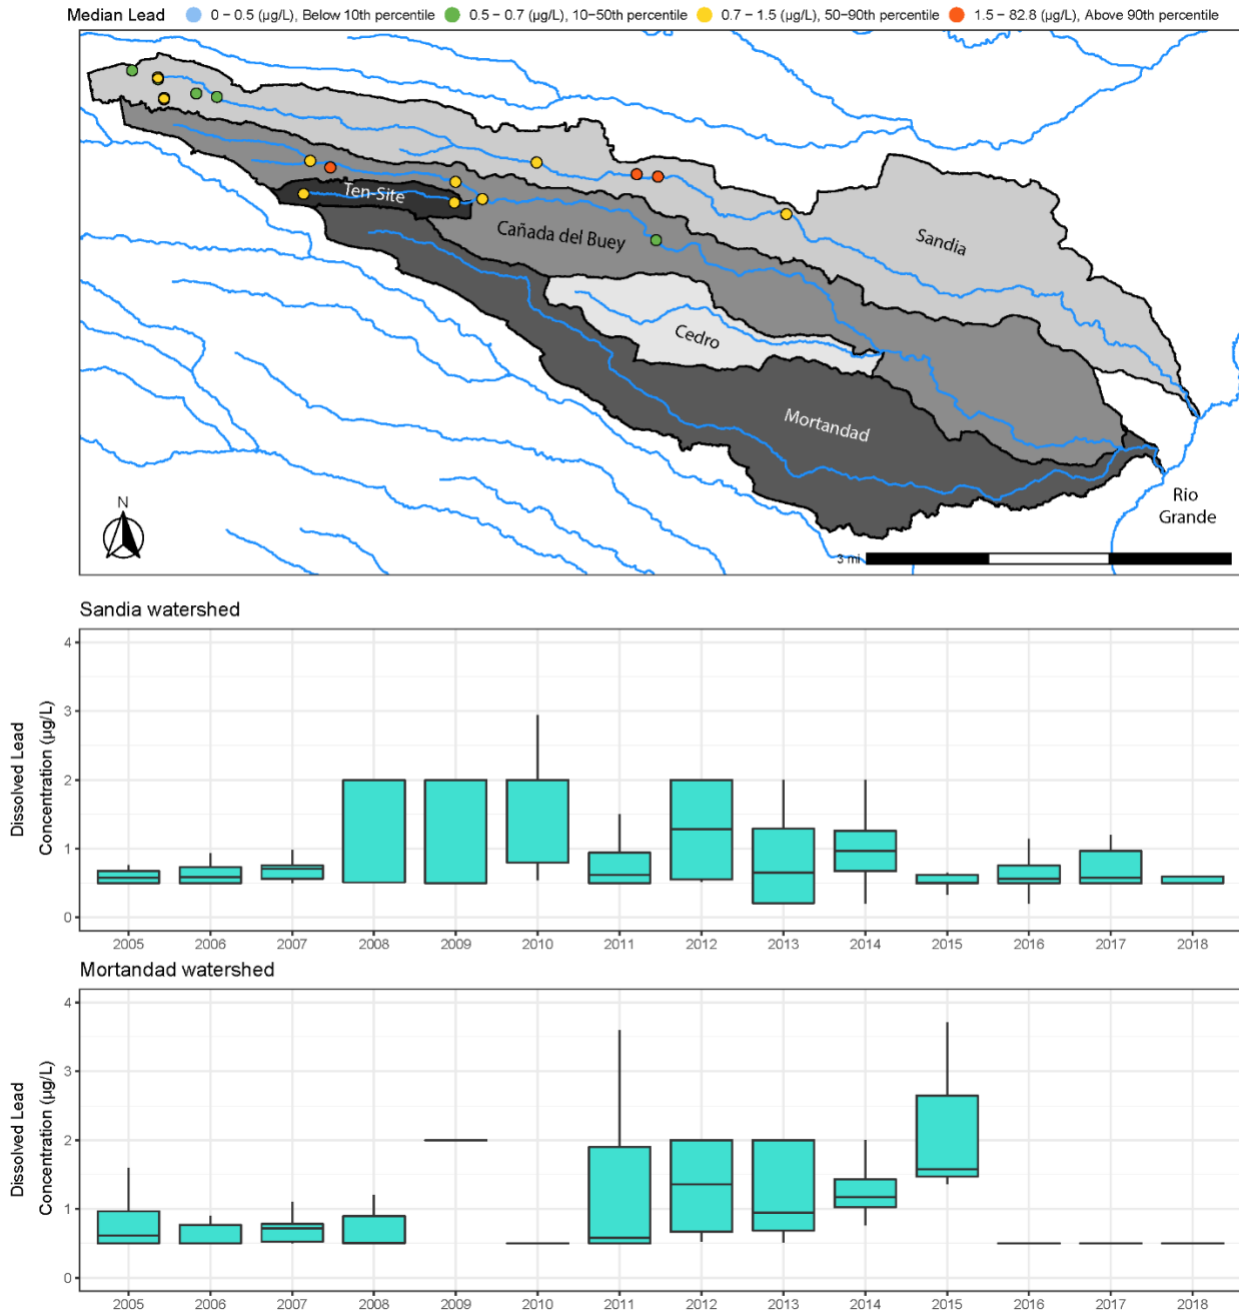 Median Lead 0 – 0.5 (µg/L), Below 10th percentile 0.5 – 0.7 (µg/L), 10–50th percentile 0.7 – 1.5 (µg/L), 50–90th percentile 1.5 – 82.8 (µg/L), Above 90th percentile
Ten-Site
Cañada del Buey
Sandia
Cedro
Mortandad
Rio
Grande
N
3 mi
Sandia watershed
Dissolved Lead
Concentration (µg/L)
4
3
2
1
0
2005 2006 2007 2008 2009 2010 2011 2012 2013 2014 2015 2016 2017 2018
Mortandad watershed
Dissolved Lead
Concentration (µg/L)
4
3
2
1
0
2005 2006 2007 2008 2009 2010 2011 2012 2013 2014 2015 2016 2017 2018